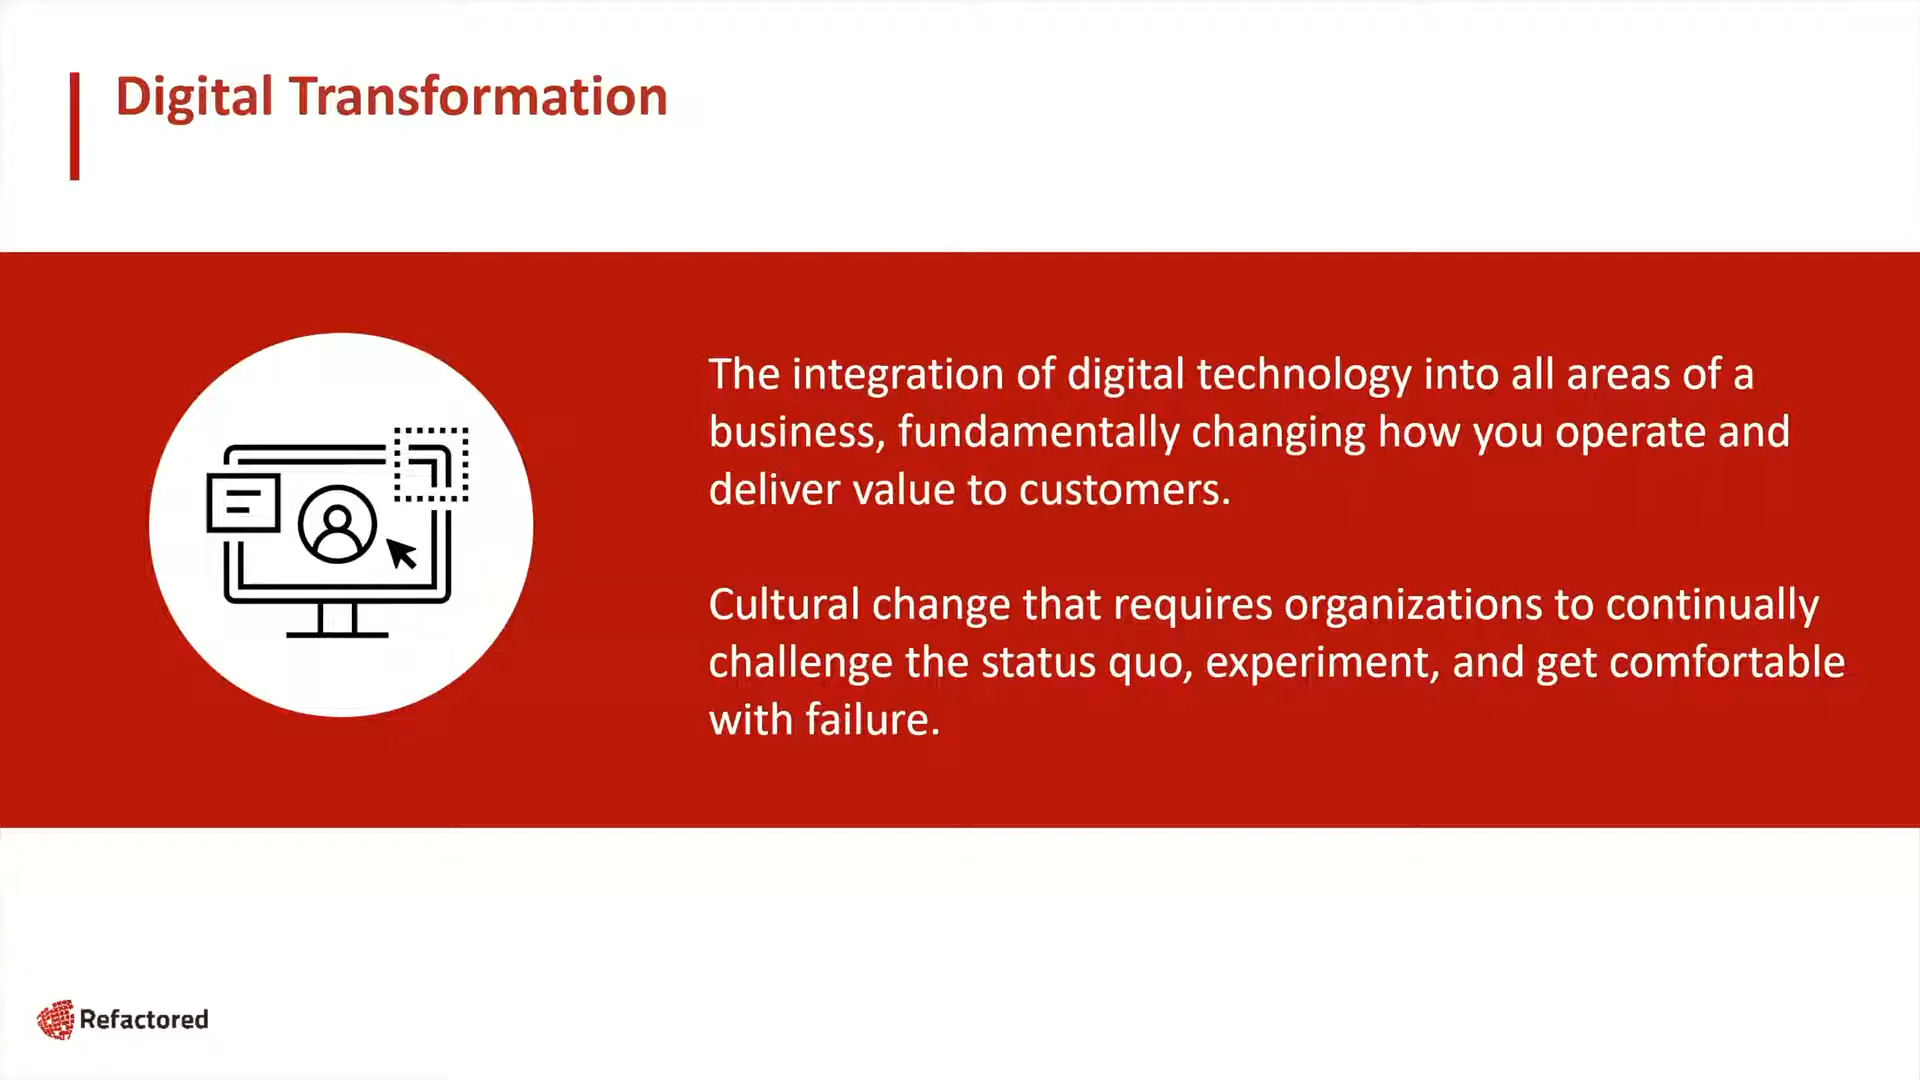 Digital Transformation
The integration of digital technology into all areas of a
business, fundamentally changing how you operate and
deliver value to customers.
Cultural change that requires organizations to continually
challenge the status quo, experiment, and get comfortable
with failure.
Refactored